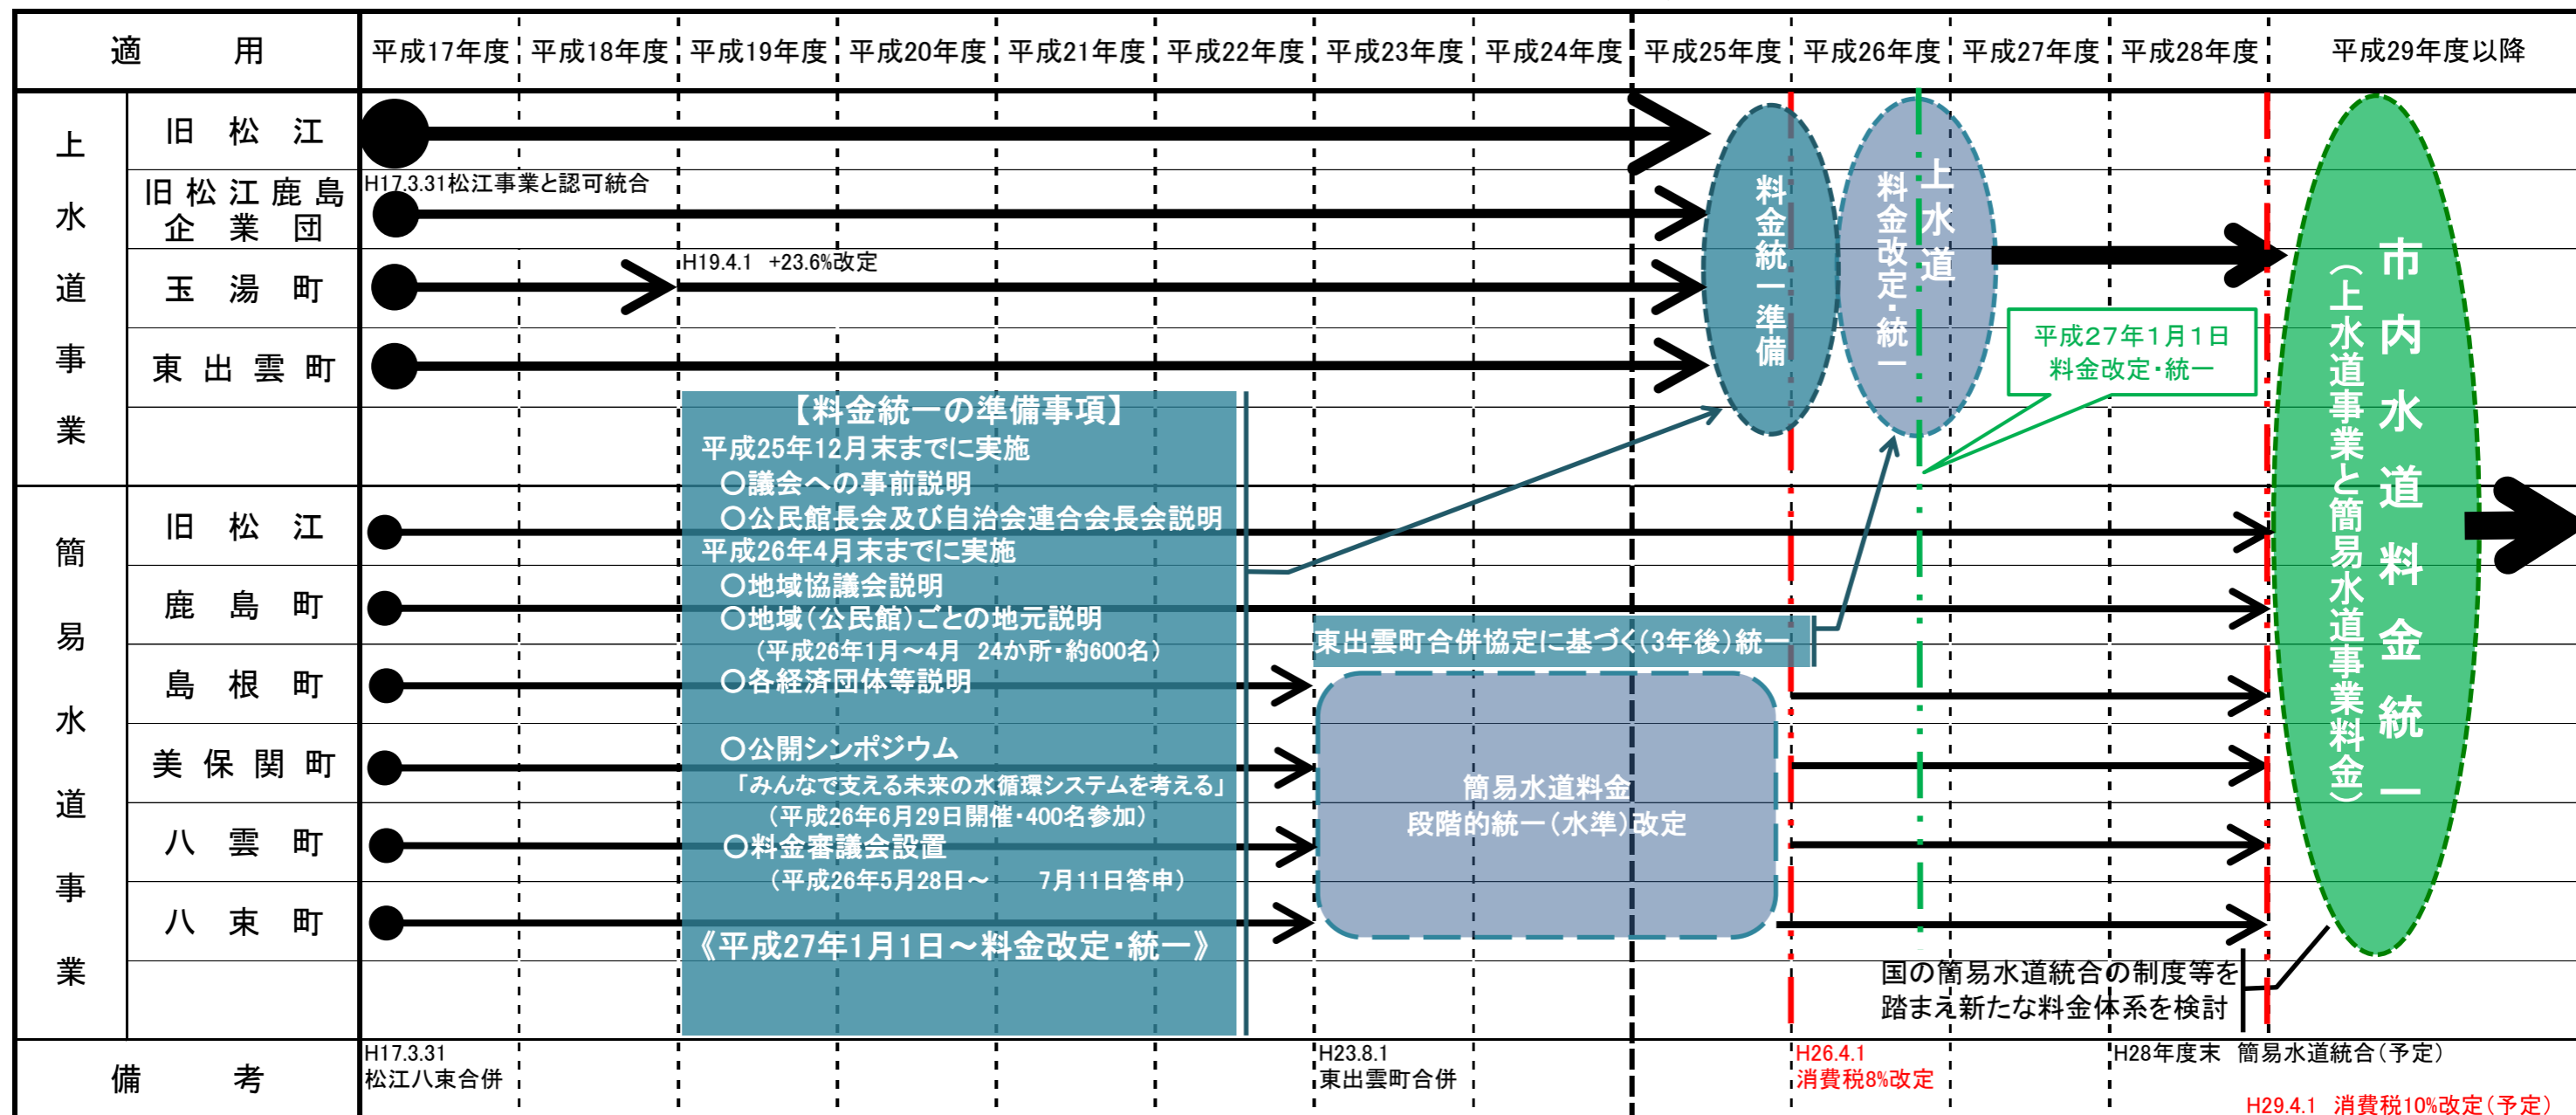 適用
平成17年度
平成18年度
平成19年度
平成20年度
平成21年度
平成22年度
平成23年度
平成24年度
平成25年度
平成26年度
平成27年度
平成28年度
平成29年度以降
上水道事業
旧松江
H17.3.31松江事業と認可統合
旧松江鹿島
企業団
玉湯町
H19.4.1 +23.6%改定
東出雲町
料金統一準備
上水道
料金改定・統一
平成27年1月1日
料金改定・統一
市内水道料金統一
（上水道事業と簡易水道事業料金）
【料金統一の準備事項】
平成25年12月末までに実施
○議会への事前説明
○公民館長会及び自治会連合会長会説明
平成26年4月末までに実施
○地域協議会説明
○地域（公民館）ごとの地元説明
（平成26年1月～4月 24か所・約600名）
○各経済団体等説明
○公開シンポジウム
「みんなで支える未来の水循環システムを考える」
（平成26年6月29日開催・400名参加）
○料金審議会設置
（平成26年5月28日～ 7月11日答申）
《平成27年1月1日～料金改定・統一》
簡易水道事業
旧松江
鹿島町
島根町
美保関町
八雲町
八束町
東出雲町合併協定に基づく（3年後）統一
簡易水道料金
段階的統一（水準）改定
国の簡易水道統合の制度等を
踏まえ新たな料金体系を検討
備考
H17.3.31
松江八束合併
H23.8.1
東出雲町合併
H26.4.1
消費税8%改定
H28年度末 簡易水道統合（予定）
H29.4.1 消費税10%改定（予定）